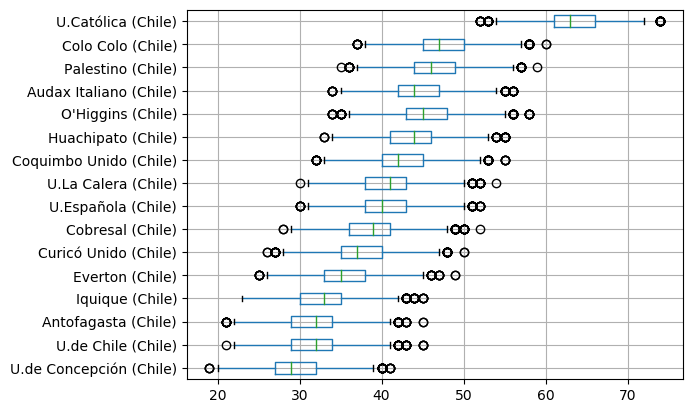 U.Católica (Chile)
Colo Colo (Chile)
Palestino (Chile)
Audax Italiano (Chile)
O'Higgins (Chile)
Huachipato (Chile)
Coquimbo Unido (Chile)
U.La Calera (Chile)
U.Española (Chile)
Cobresal (Chile)
Curicó Unido (Chile)
Everton (Chile)
Iquique (Chile)
Antofagasta (Chile)
U.de Chile (Chile)
U.de Concepción (Chile)
20 30 40 50 60 70